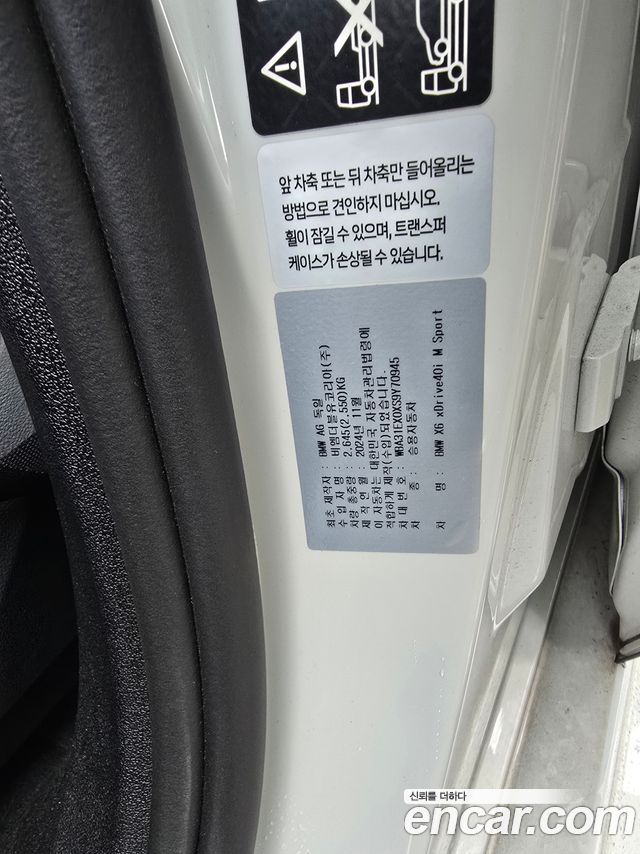 앞 차축 또는 뒤 차축만 들어올리는
방법으로 견인하지 마십시오.
휠이 잠길 수 있으며, 트랜스퍼
케이스가 손상될 수 있습니다.
최초 제작자 : BMW AG 독일
수 입 자 명 : 비엠더블유코리아(주)
차량 총중량 : 2,645(2,550)KG
제 작 연 월 : 2024년 11월
이 자동차는 대한민국 자동차관리법령에
적합하게 제작(수입)되었습니다.
차 대 번 호 : WBA31EX0XS9Y70945
차 종 : 승용자동차
차 명 : BMW X6 xDrive40i M Sport
신뢰를 더하다
encar.com